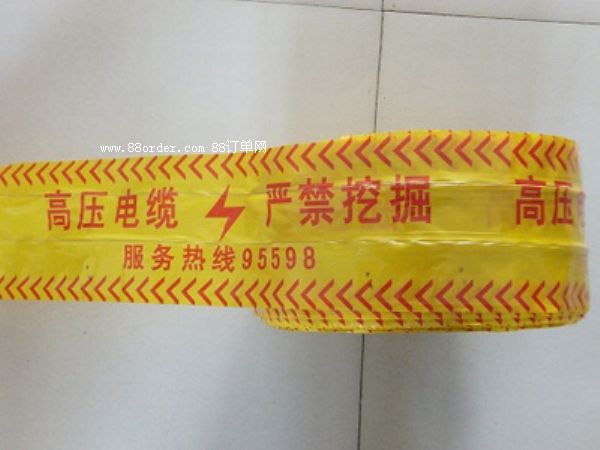 www.88order.com 88订单网
高压电缆 严禁挖掘 高压电
服务热线95598